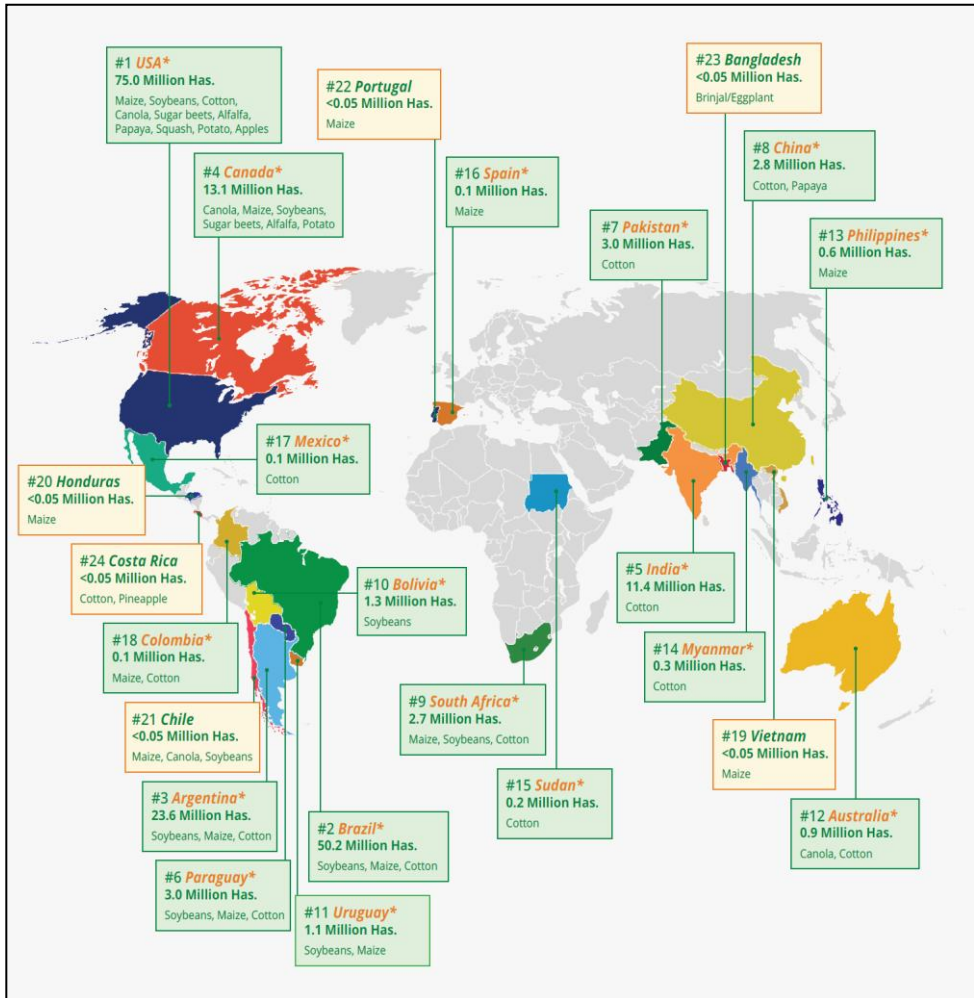 #1 USA*
75.0 Million Has.
Maize, Soybeans, Cotton,
Canola, Sugar beets, Alfalfa,
Papaya, Squash, Potato, Apples
#22 Portugal
<0.05 Million Has.
Maize
#23 Bangladesh
<0.05 Million Has.
Brinjal/Eggplant
#4 Canada*
13.1 Million Has.
Canola, Maize, Soybeans,
Sugar beets, Alfalfa, Potato
#16 Spain*
0.1 Million Has.
Maize
#8 China*
2.8 Million Has.
Cotton, Papaya
#7 Pakistan*
3.0 Million Has.
Cotton
#13 Philippines*
0.6 Million Has.
Maize
#17 Mexico*
0.1 Million Has.
Cotton
#20 Honduras
<0.05 Million Has.
Maize
#24 Costa Rica
<0.05 Million Has.
Cotton, Pineapple
#10 Bolivia*
1.3 Million Has.
Soybeans
#5 India*
11.4 Million Has.
Cotton
#18 Colombia*
0.1 Million Has.
Maize, Cotton
#14 Myanmar*
0.3 Million Has.
Cotton
#9 South Africa*
2.7 Million Has.
Maize, Soybeans, Cotton
#21 Chile
<0.05 Million Has.
Maize, Canola, Soybeans
#19 Vietnam
<0.05 Million Has.
Maize
#15 Sudan*
0.2 Million Has.
Cotton
#3 Argentina*
23.6 Million Has.
Soybeans, Maize, Cotton
#2 Brazil*
50.2 Million Has.
Soybeans, Maize, Cotton
#12 Australia*
0.9 Million Has.
Canola, Cotton
#6 Paraguay*
3.0 Million Has.
Soybeans, Maize, Cotton
#11 Uruguay*
1.1 Million Has.
Soybeans, Maize